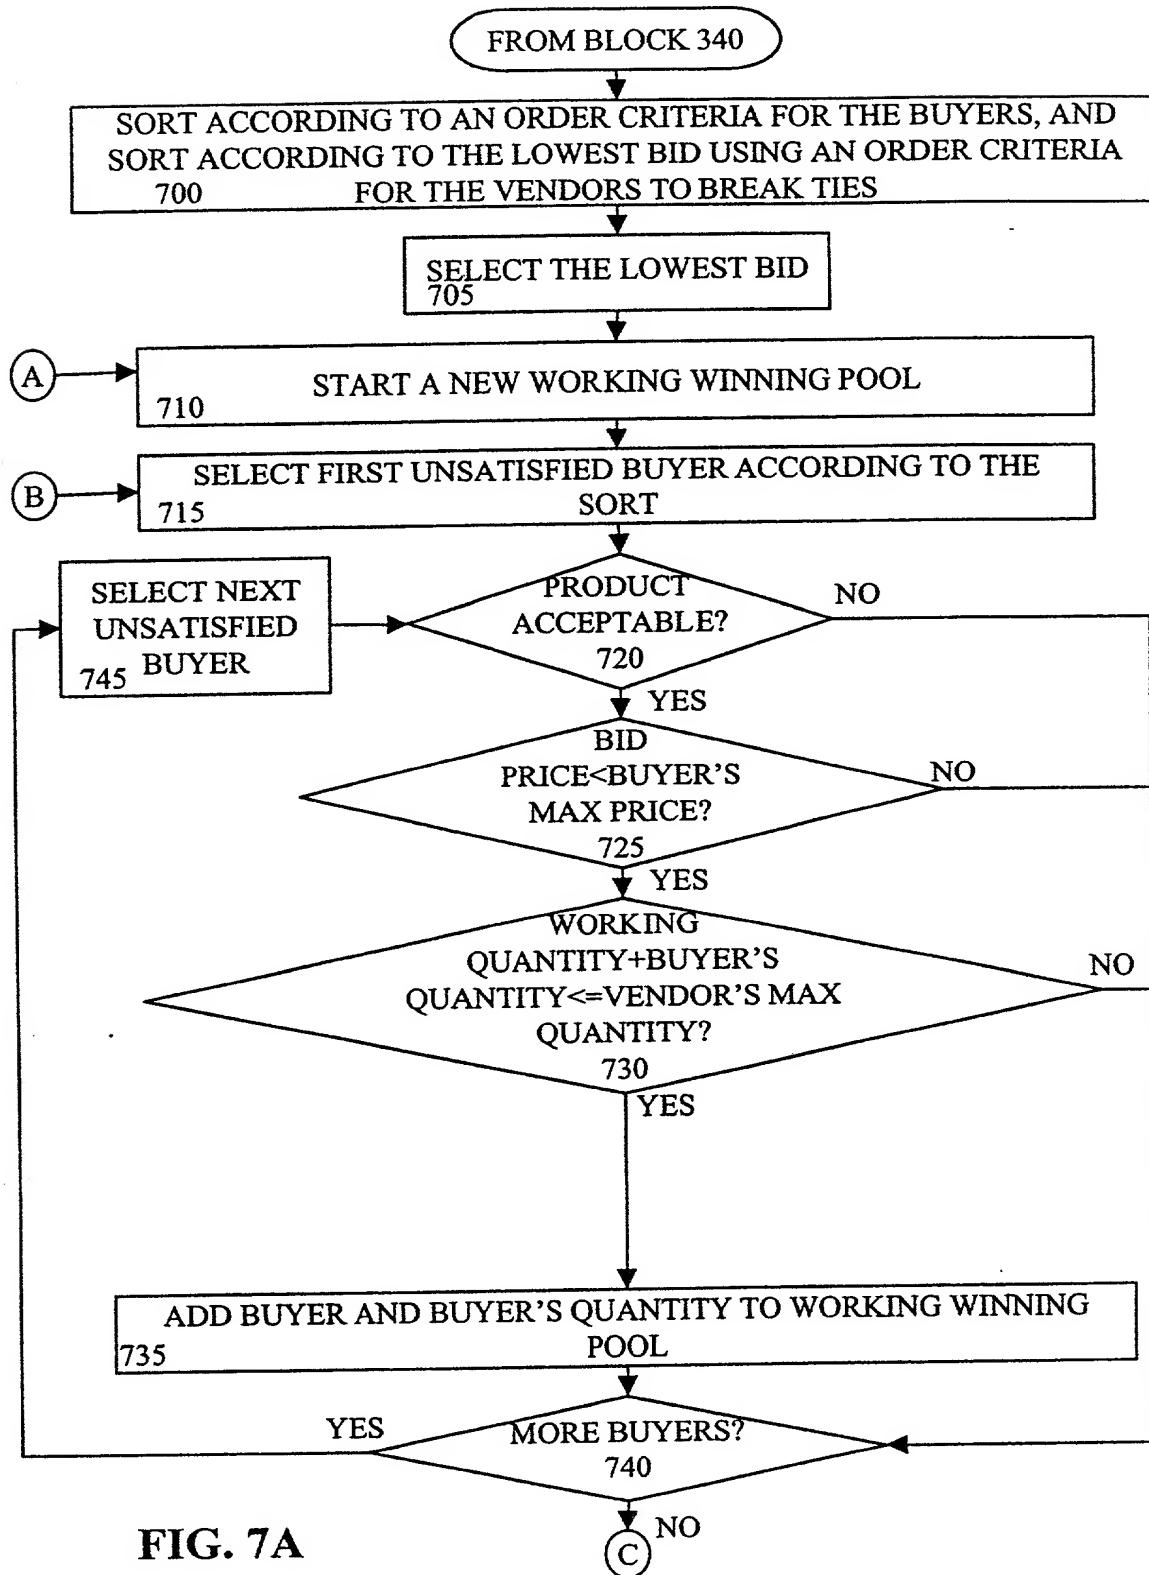 FROM BLOCK 340
SORT ACCORDING TO AN ORDER CRITERIA FOR THE BUYERS, AND
SORT ACCORDING TO THE LOWEST BID USING AN ORDER CRITERIA
700 FOR THE VENDORS TO BREAK TIES
SELECT THE LOWEST BID
705
A
START A NEW WORKING WINNING POOL
710
B
SELECT FIRST UNSATISFIED BUYER ACCORDING TO THE
SORT
715
SELECT NEXT
UNSATISFIED
BUYER
745
PRODUCT
ACCEPTABLE?
720
NO
YES
BID
PRICE<BUYER'S
MAX PRICE?
725
NO
YES
WORKING
QUANTITY+BUYER'S
QUANTITY<=VENDOR'S MAX
QUANTITY?
730
NO
YES
ADD BUYER AND BUYER'S QUANTITY TO WORKING WINNING
POOL
735
YES
MORE BUYERS?
740
NO
C
FIG. 7A